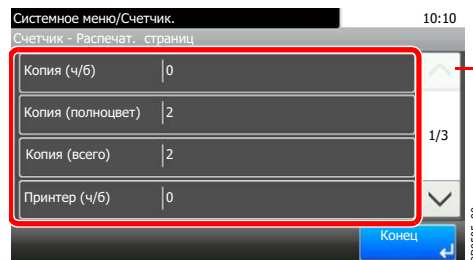 Системное меню/Счетчик. 10:10
Счетчик - Распечат. страниц
Копия (ч/б) 0
Копия (полноцвет) 2
1/3
Копия (всего) 2
Принтер (ч/б) 0
Конец